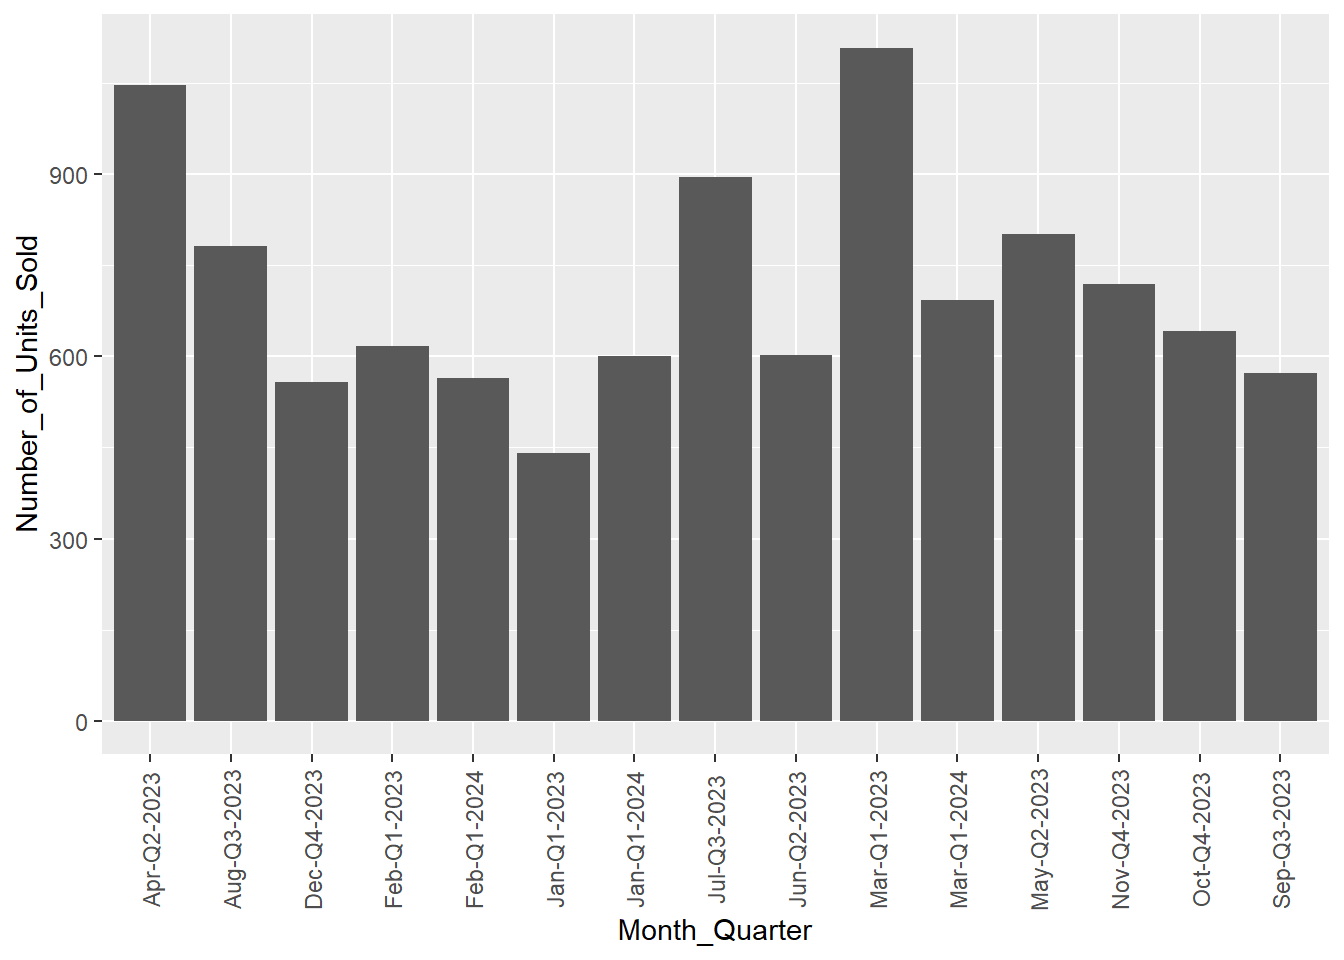 Number_of_Units_Sold
900
600
300
0
Apr-Q2-2023
Aug-Q3-2023
Dec-Q4-2023
Feb-Q1-2023
Feb-Q1-2024
Jan-Q1-2023
Jan-Q1-2024
Jul-Q3-2023
Jun-Q2-2023
Mar-Q1-2023
Mar-Q1-2024
May-Q2-2023
Nov-Q4-2023
Oct-Q4-2023
Sep-Q3-2023
Month_Quarter